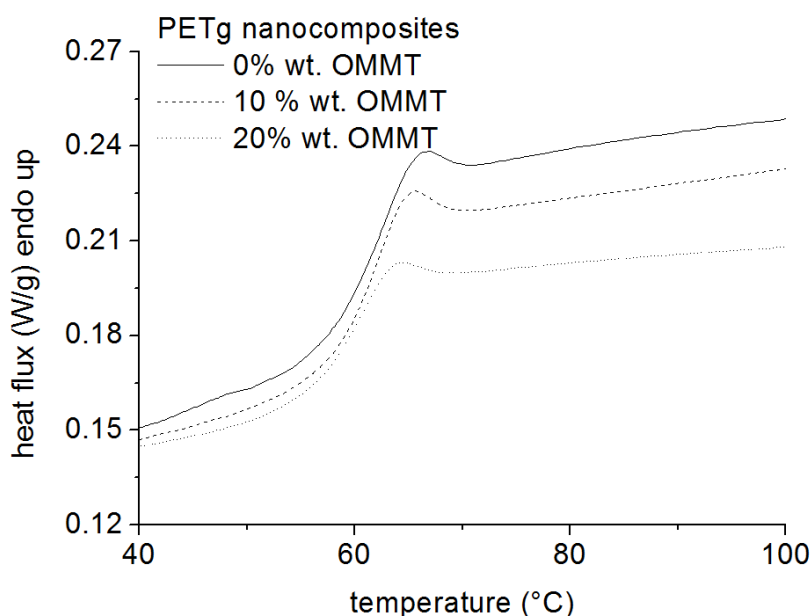 PETg nanocomposites
0% wt. OMMT
10 % wt. OMMT
20% wt. OMMT
heat flux (W/g) endo up
0.27
0.24
0.21
0.18
0.15
0.12
40
60
80
100
temperature (°C)